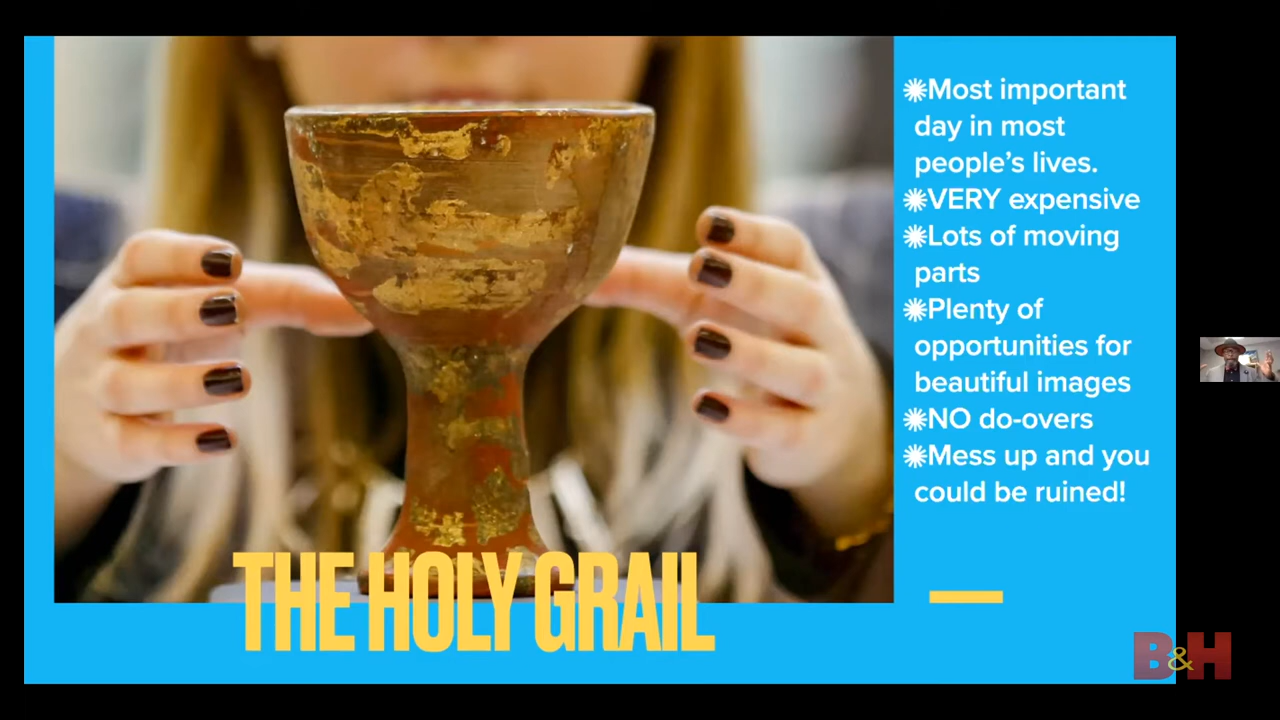 ✺Most important
day in most
people’s lives.
✺VERY expensive
✺Lots of moving
parts
✺Plenty of
opportunities for
beautiful images
✺NO do-overs
✺Mess up and you
could be ruined!
THE HOLY GRAIL
B&H